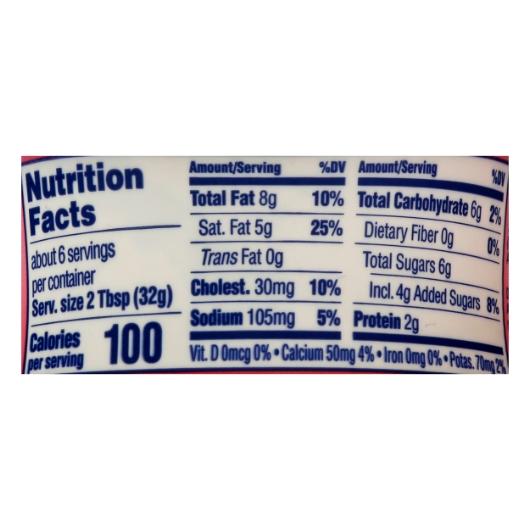 Nutrition
Facts
about 6 servings
per container
Serv. size 2 Tbsp (32g)
Calories
per serving
100
Amount/Serving %DV
Total Fat 8g 10%
Sat. Fat 5g 25%
Trans Fat 0g
Cholest. 30mg 10%
Sodium 105mg 5%
Amount/Serving %DV
Total Carbohydrate 6g 2%
Dietary Fiber 0g 0%
Total Sugars 6g
Incl. 4g Added Sugars 8%
Protein 2g
Vit. D 0mcg 0% • Calcium 50mg 4% • Iron 0mg 0% • Potas. 70mg 2%